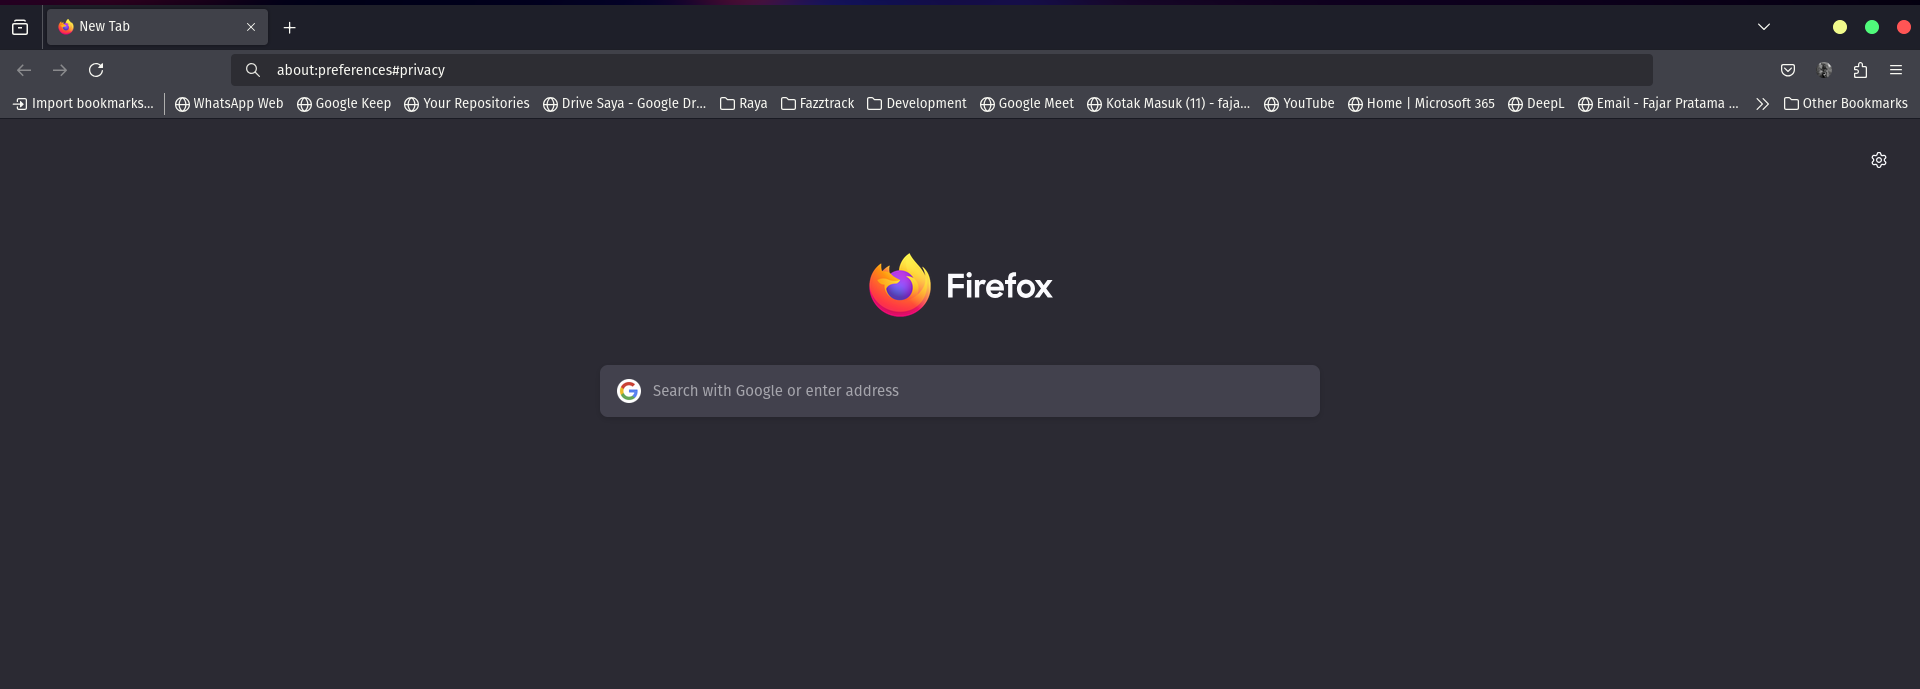 New Tab
about:preferences#privacy
Import bookmarks... WhatsApp Web Google Keep Your Repositories Drive Saya - Google Dr... Raya Fazztrack Development Google Meet Kotak Masuk (11) - faja... YouTube Home | Microsoft 365 DeepL Email - Fajar Pratama ... Other Bookmarks
Firefox
Search with Google or enter address